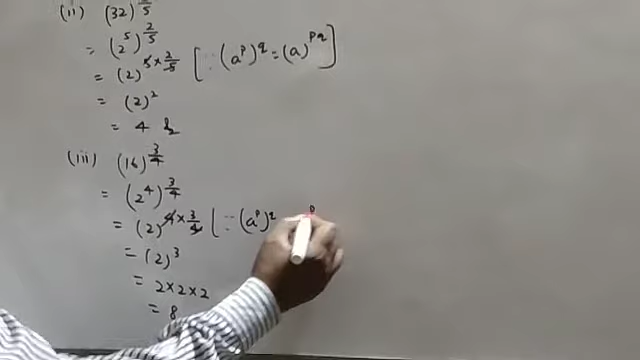 (ii) (32)^2/5
= (2^5)^2/5
= (2)^5×2/5 [∵ (a^p)^q = (a)^pq]
= (2)^2
= 4
(iii) (16)^3/4
= (2^4)^3/4
= (2)^4×3/4 [∵ (a^p)^q
= (2)^3
= 2×2×2
= 8